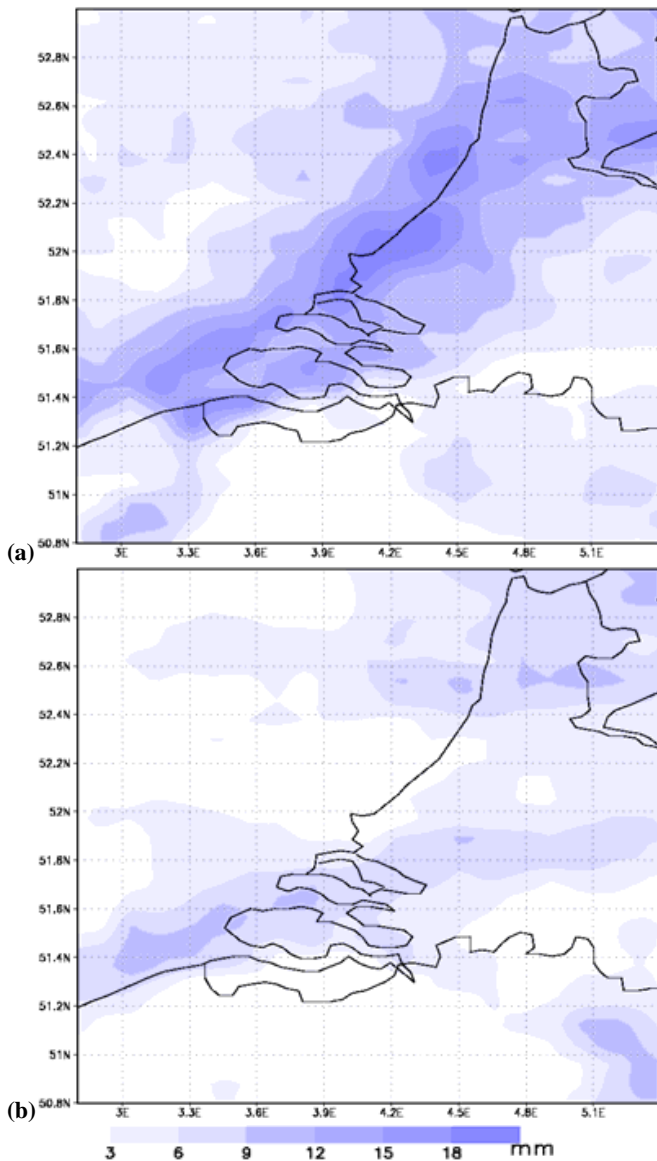 52.8N
52.6N
52.4N
52.2N
52N
51.8N
51.6N
51.4N
51.2N
51N
50.8N
(a)
3E 3.3E 3.6E 3.9E 4.2E 4.5E 4.8E 5.1E
52.8N
52.6N
52.4N
52.2N
52N
51.8N
51.6N
51.4N
51.2N
51N
50.8N
(b)
3E 3.3E 3.6E 3.9E 4.2E 4.5E 4.8E 5.1E
3 6 9 12 15 18 mm